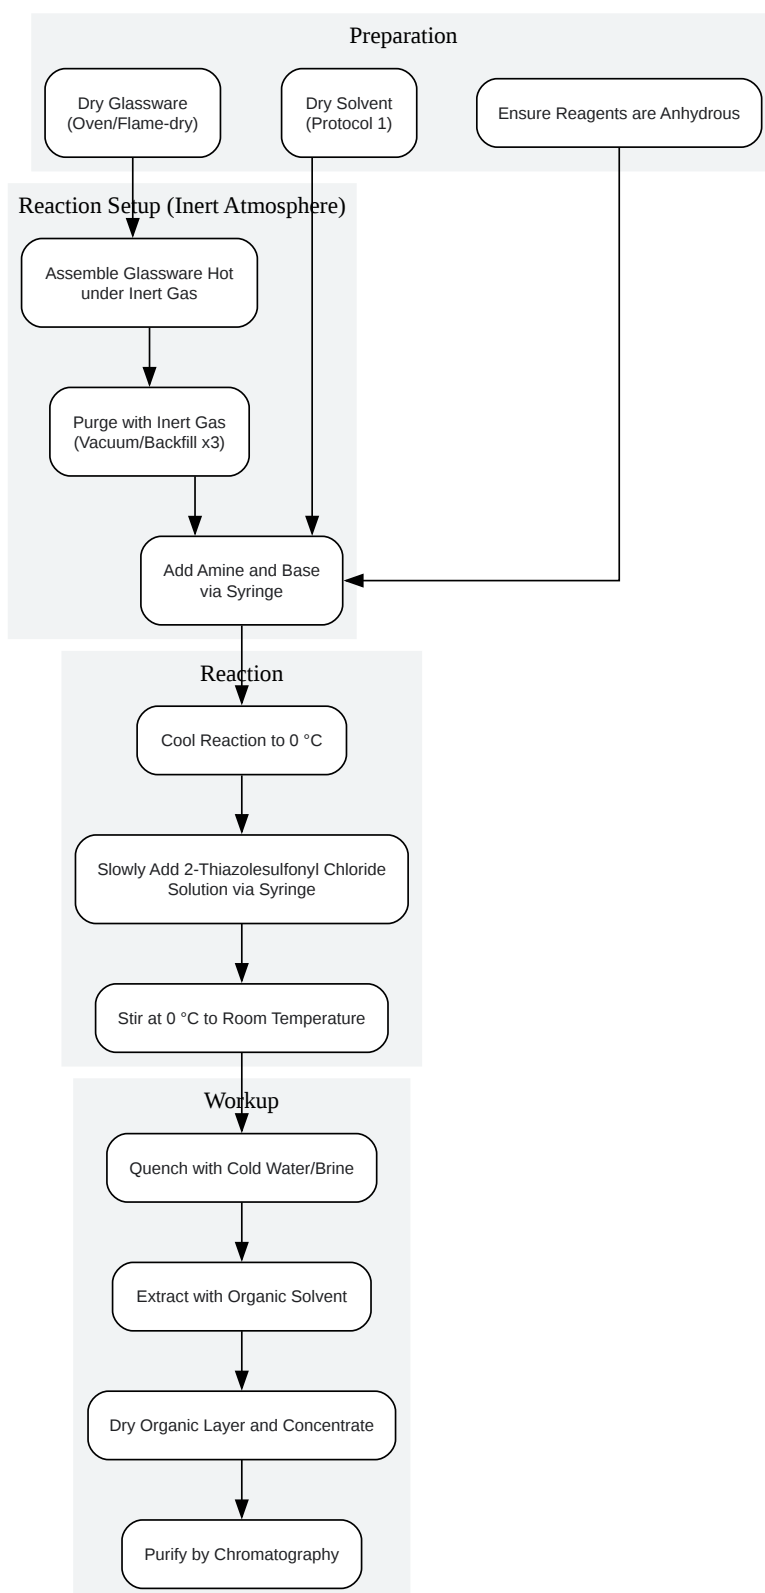 Preparation
Dry Glassware
(Oven/Flame-dry)
Dry Solvent
(Protocol 1)
Ensure Reagents are Anhydrous
Reaction Setup (Inert Atmosphere)
Assemble Glassware Hot
under Inert Gas
Purge with Inert Gas
(Vacuum/Backfill x3)
Add Amine and Base
via Syringe
Reaction
Cool Reaction to 0 °C
Slowly Add 2-Thiazolesulfonyl Chloride
Solution via Syringe
Stir at 0 °C to Room Temperature
Workup
Quench with Cold Water/Brine
Extract with Organic Solvent
Dry Organic Layer and Concentrate
Purify by Chromatography